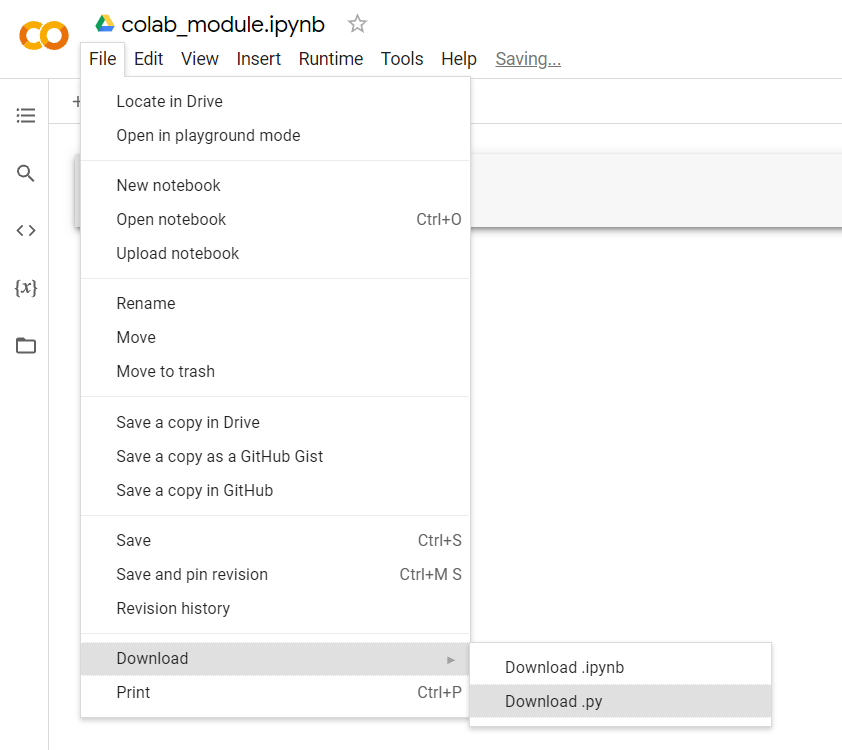 colab_module.ipynb
File Edit View Insert Runtime Tools Help Saving...
+
Locate in Drive
Open in playground mode
New notebook
Open notebook Ctrl+O
Upload notebook
{x}
Rename
Move
Move to trash
Save a copy in Drive
Save a copy as a GitHub Gist
Save a copy in GitHub
Save Ctrl+S
Save and pin revision Ctrl+M S
Revision history
Download
Download .ipynb
Print Ctrl+P
Download .py